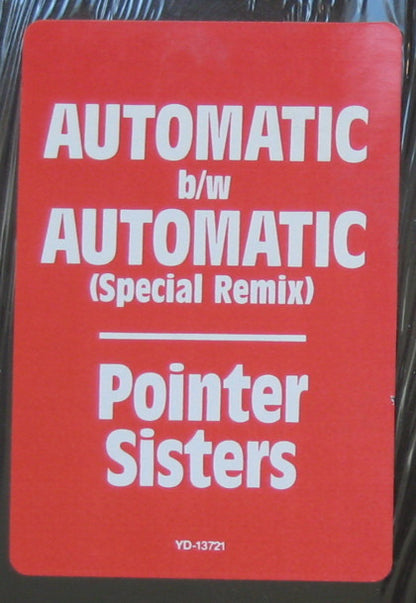 AUTOMATIC
b/w
AUTOMATIC
(Special Remix)
Pointer
Sisters
YD-13721